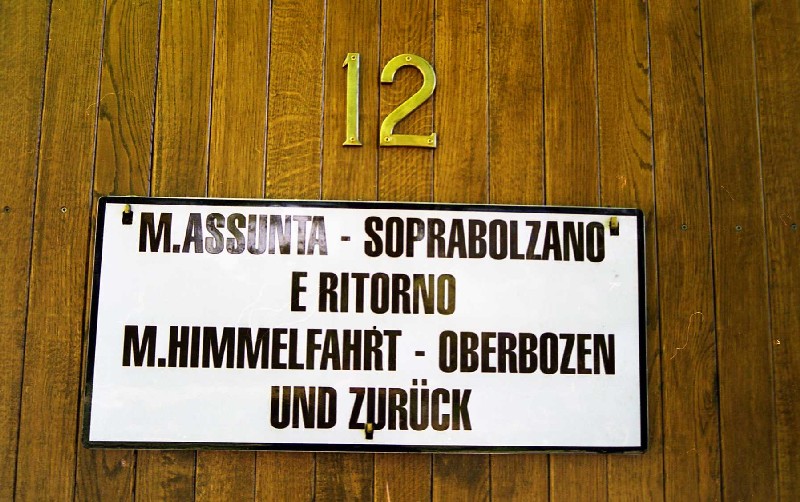 12
M.ASSUNTA - SOPRABOLZANO
E RITORNO
M.HIMMELFAHRT - OBERBOZEN
UND ZURÜCK